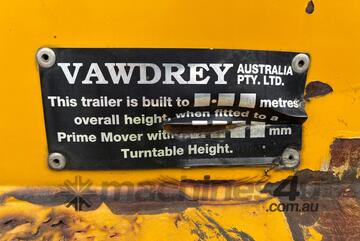 VAWDREY AUSTRALIA PTY. LTD.
This trailer is built to metres
overall height, when fitted to a
Prime Mover with mm
Turntable Height.
machines4u
.com.au